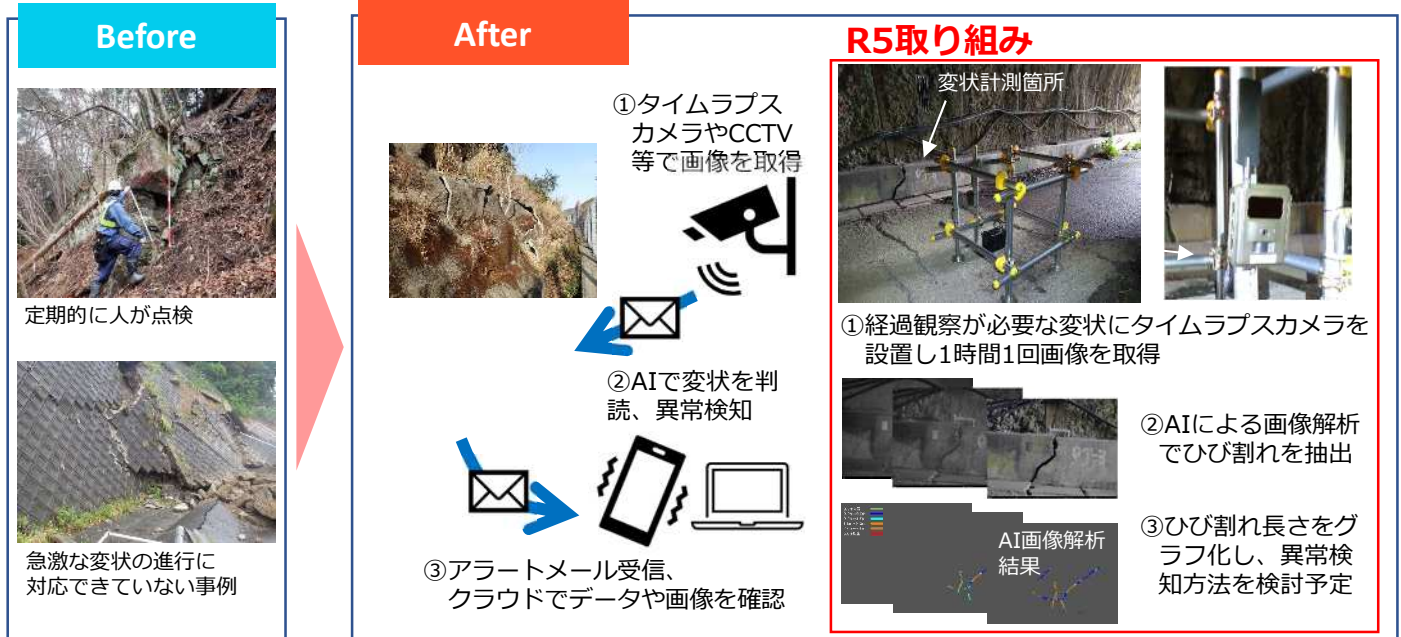 Before
定期的に人が点検
急激な変状の進行に
対応できていない事例
After
①タイムラプス
カメラやCCTV
等で画像を取得
②AIで変状を判
読、異常検知
③アラートメール受信、
クラウドでデータや画像を確認
R5取り組み
変状計測箇所
①経過観察が必要な変状にタイムラプスカメラを
設置し1時間1回画像を取得
②AIによる画像解析
でひび割れを抽出
AI画像解析
結果
③ひび割れ長さをグ
ラフ化し、異常検
知方法を検討予定